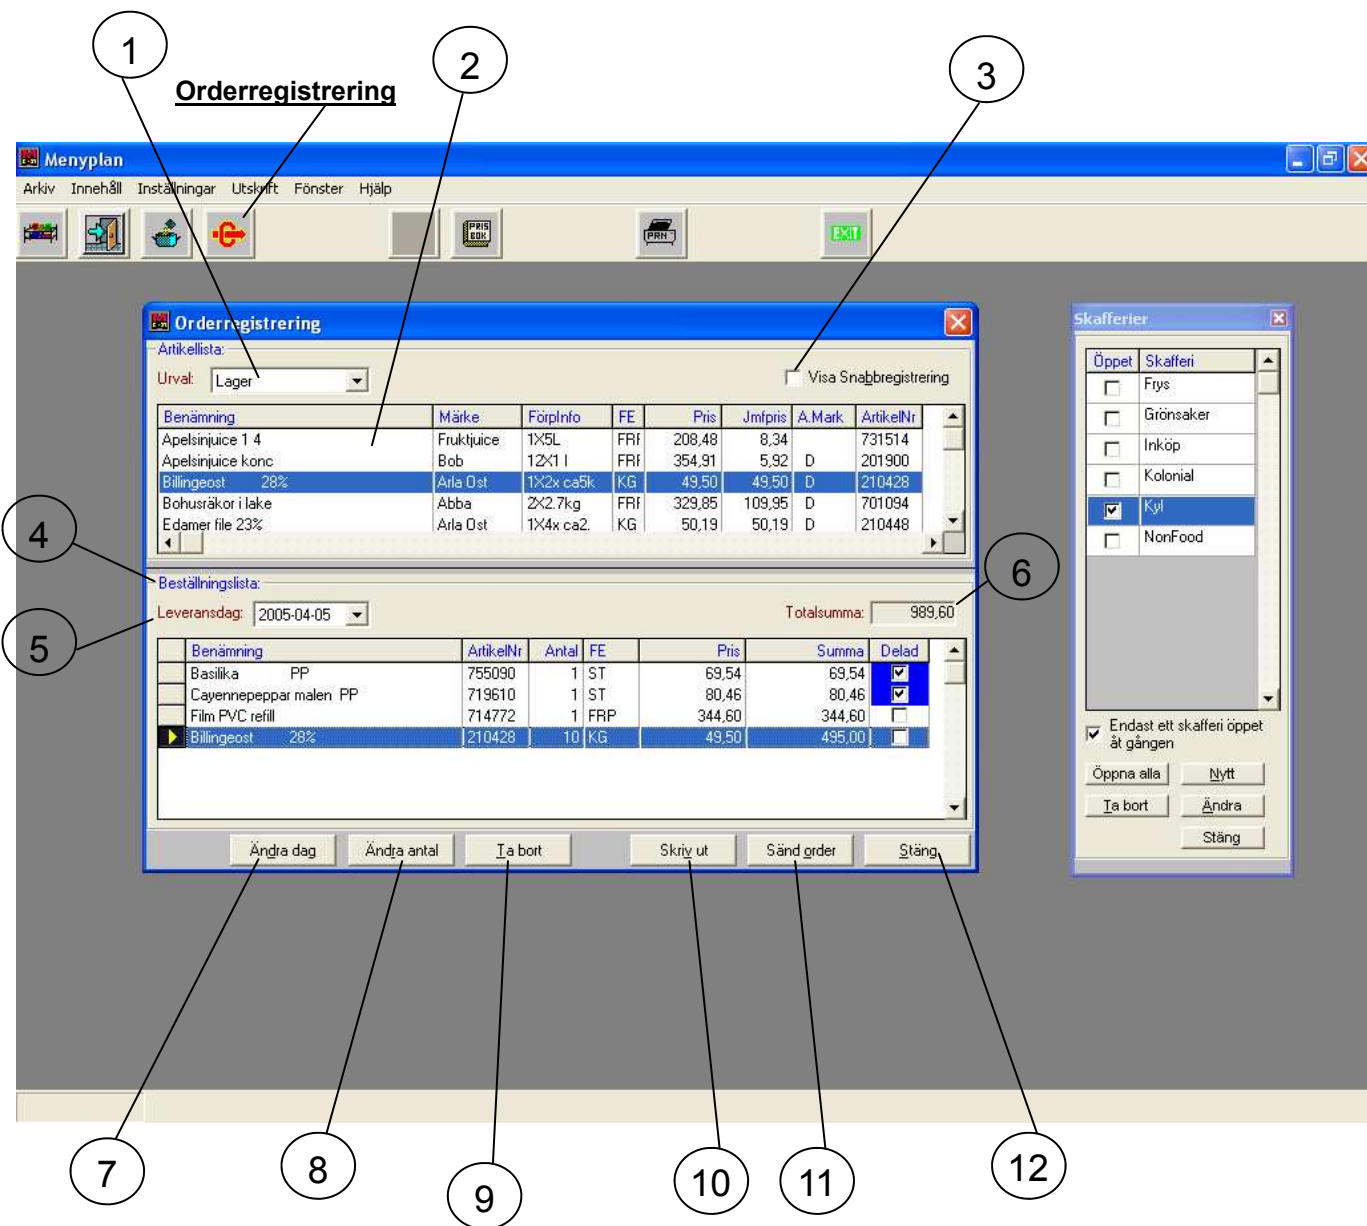 1
2
3
Orderregistrering
Menyplan
Arkiv Innehåll Inställningar Utskrift Fönster Hjälp
PRIS BOK
PRN
EXIT
Orderregistrering
Artikellista:
Urval: Lager Visa Snabbregistrering
Benämning Märke FörpInfo FE Pris Jmfpris A.Mark ArtikelNr
Apelsinjuice 1 4 Fruktjuice 1X5L FRF 208,48 8,34 731514
Apelsinjuice konc Bob 12X1 l FRF 354,91 5,92 D 201900
Billingeost 28% Arla Ost 1X2x ca5k KG 49,50 49,50 D 210428
Bohusräkor i lake Abba 2X2.7kg FRF 329,85 109,95 D 701094
Edamer file 23% Arla Ost 1X4x ca2. KG 50,19 50,19 D 210448
4
Beställningslista:
6
Leveransdag: 2005-04-05 Totalsumma: 989,60
5
Benämning ArtikelNr Antal FE Pris Summa Delad
Basilika PP 755090 1 ST 69,54 69,54
Cayennepeppar malen PP 719610 1 ST 80,46 80,46
Film PVC refill 714772 1 FRP 344,60 344,60
Billingeost 28% 210428 10 KG 49,50 495,00
Ändra dag Ändra antal Ta bort Skriv ut Sänd order Stäng
Skafferier
Öppet Skafferi
Frys
Grönsaker
Inköp
Kolonial
Kyl
NonFood
Endast ett skafferi öppet
åt gången
Öppna alla Nytt
Ta bort Ändra
Stäng
7
8
9
10
11
12